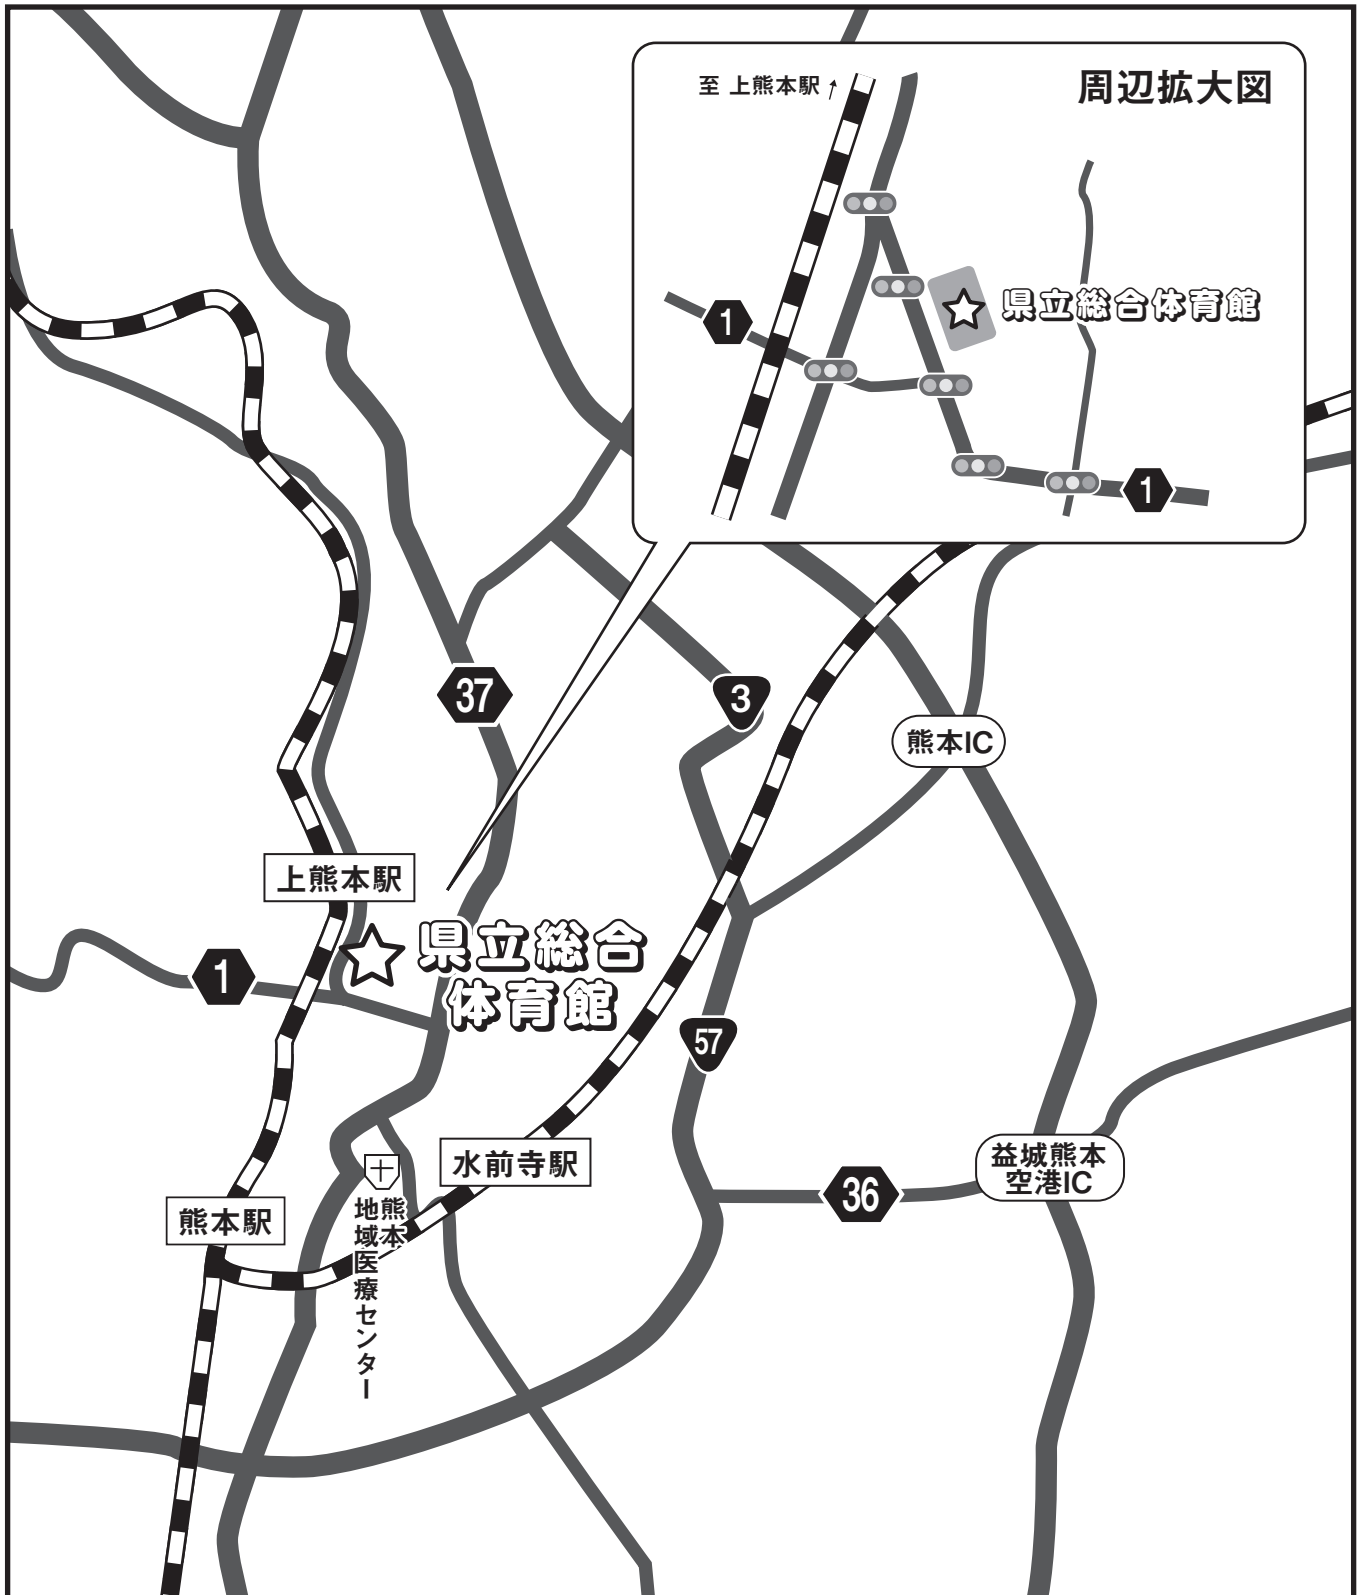 周辺拡大図
至 上熊本駅↑
1
県立総合体育館
1
37
3
熊本IC
上熊本駅
県立総合
体育館
1
57
水前寺駅
益城熊本
空港IC
36
熊本駅
熊本
地域医療センター